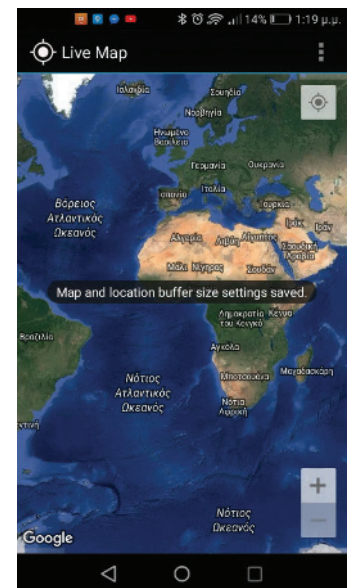 14% 1:19 μ.μ.
Live Map
Ισλανδία
Σουηδία
Νορβηγία
Ηνωμένο
Βασίλειο
Γερμανία
Ουκρανία
Ιταλία
Τουρκία
Βόρειος
Ατλαντικός
Ωκεανός
Ιράκ
Ιράν
Αλγερία
Λιβύη
Αίγυπτος
Σαουδική
Αραβία
Μάλι
Νίγηρας
Σουδάν
Map and location buffer size settings saved.
Δημοκρατία
του Κονγκό
Κένυα
Βραζιλία
Αγκόλα
Νότιος
Ατλαντικός
Ωκεανός
Μποτσουάνα
Μαδαγασκάρη
Νότια
Αφρική
Νότιος
Ωκεανός
Google